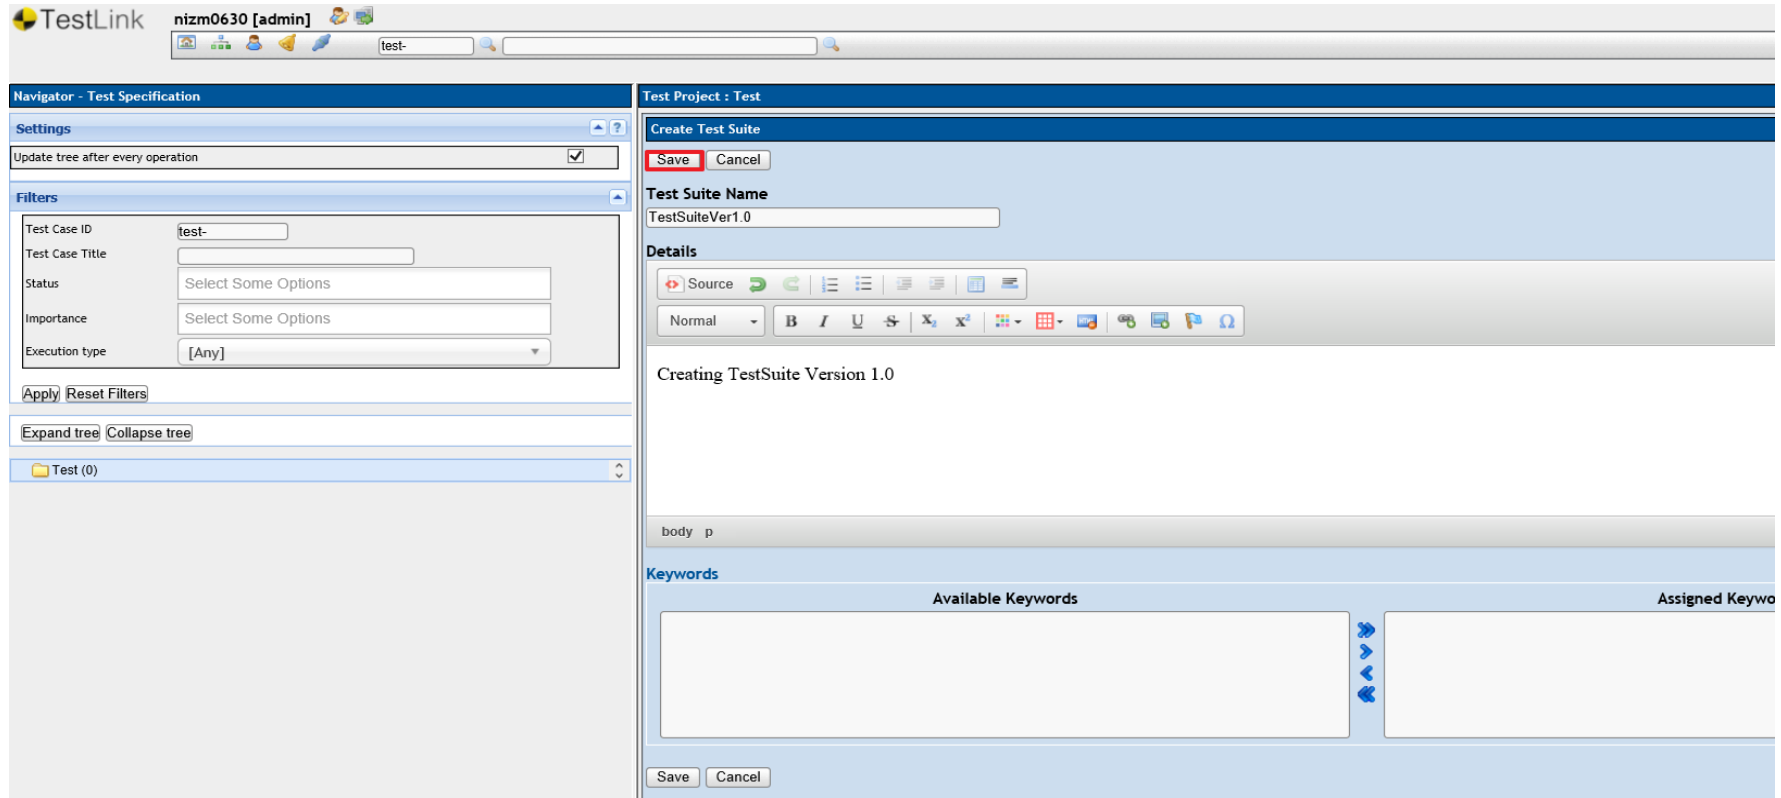 TestLink
nizm0630 [admin]
test-
Navigator - Test Specification
Settings
?
Update tree after every operation
Filters
Test Case ID
test-
Test Case Title
Status
Select Some Options
Importance
Select Some Options
Execution type
[Any]
Apply Reset Filters
Expand tree Collapse tree
Test (0)
Test Project : Test
Create Test Suite
Save Cancel
Test Suite Name
TestSuiteVer1.0
Details
Source
Normal B I U S X₂ X² Ω
Creating TestSuite Version 1.0
body p
Keywords
Available Keywords
Assigned Keywo
Save Cancel